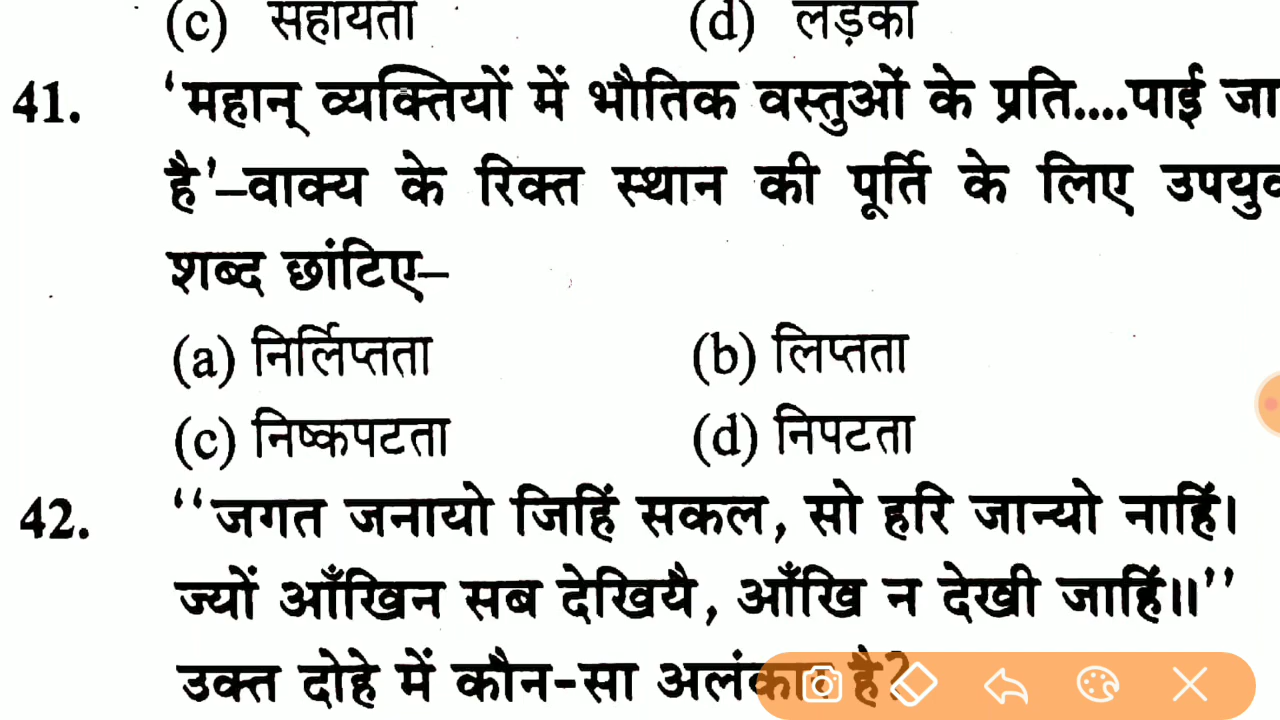 (c) सहायता (d) लड़का
41. 'महान् व्यक्तियों में भौतिक वस्तुओं के प्रति....पाई जा
है'–वाक्य के रिक्त स्थान की पूर्ति के लिए
शब्द छांटिए–
(a) निर्लिप्तता (b) लिप्तता
(c) निष्कपटता (d) निपटता
42. ''जगत जनायो जिहिं सकल, सो हरि जान्यो नाहिं।
ज्यों आँखिन सब देखियै, आँखि न देखी जाहिं॥''
उक्त दोहे में कौन-सा अलंकार है?